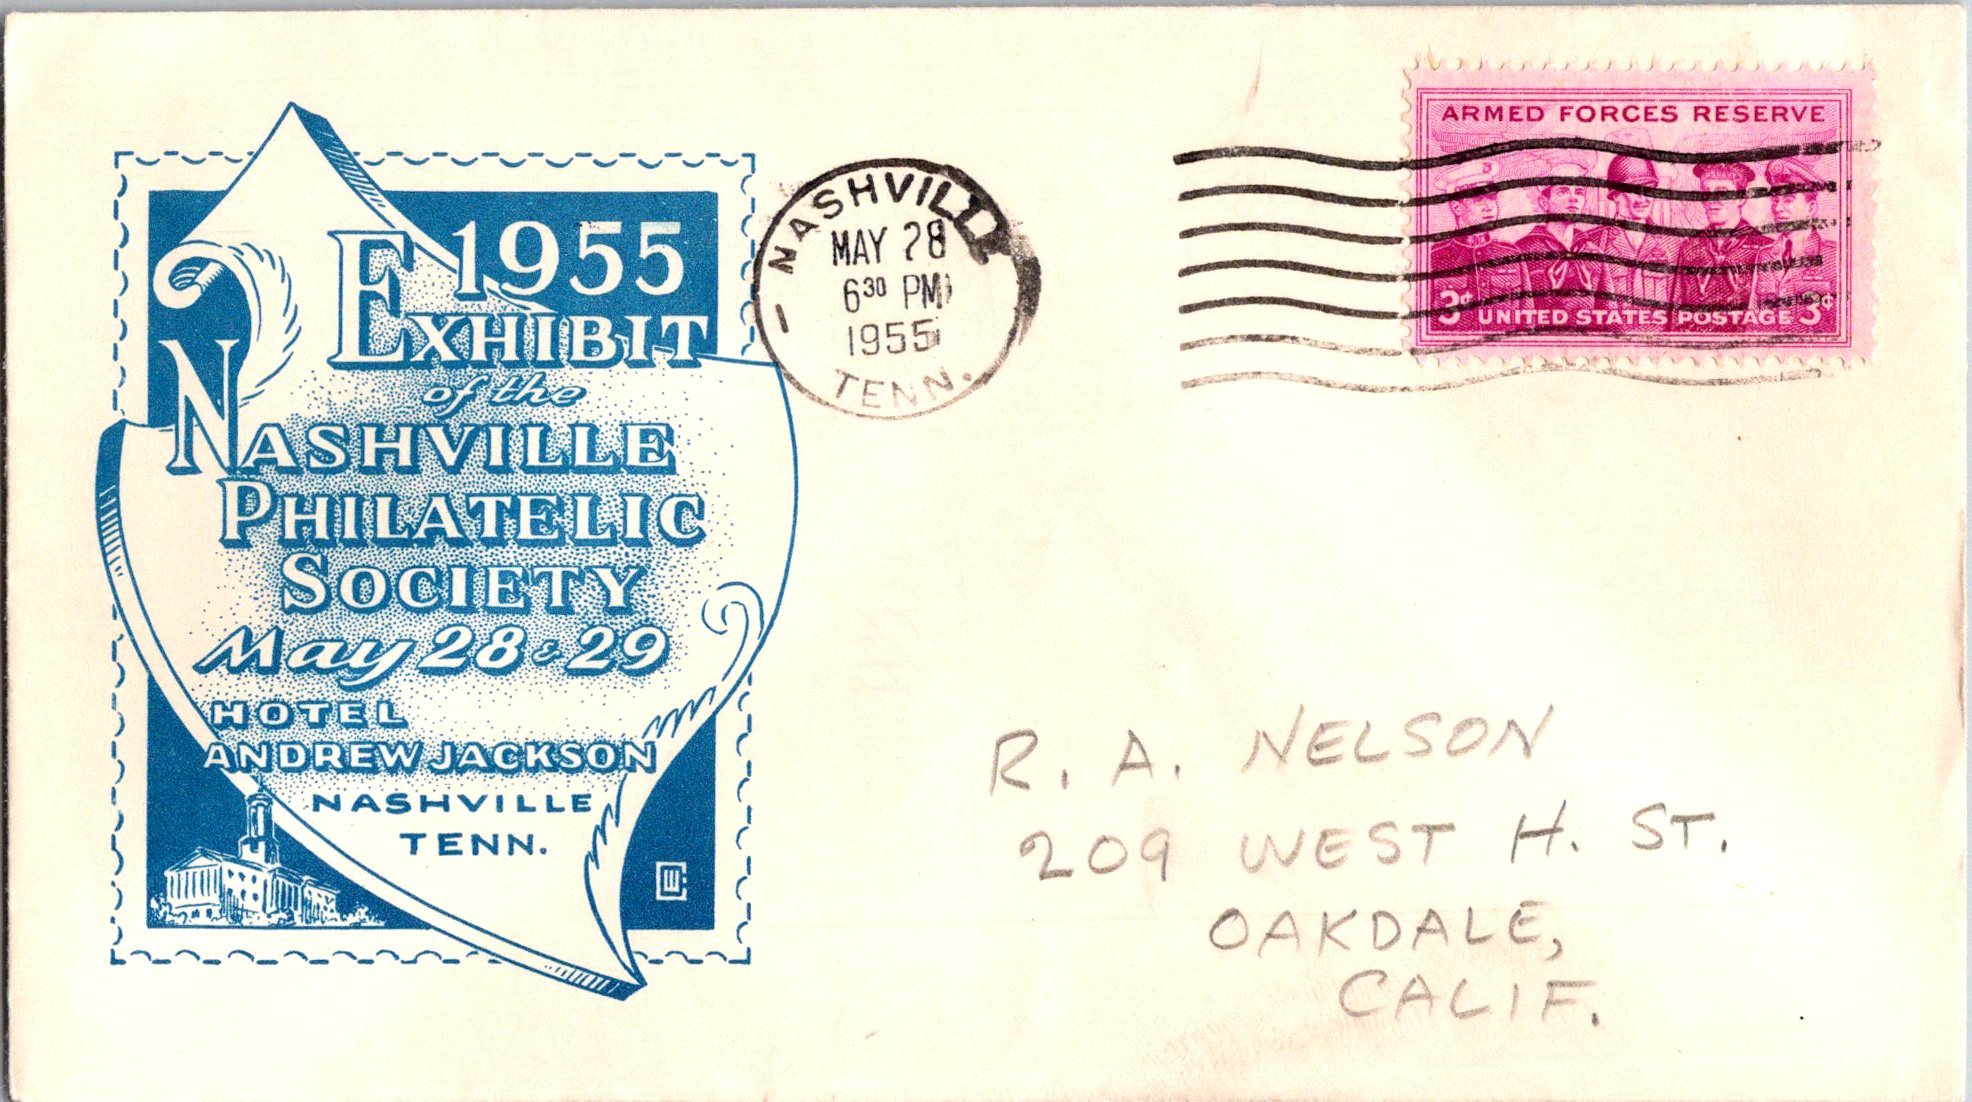 1955
EXHIBIT
of the
NASHVILLE
PHILATELIC
SOCIETY
May 28 & 29
HOTEL
ANDREW JACKSON
NASHVILLE
TENN.
NASHVILLE
MAY 28
6 30 PM
1955
TENN.
ARMED FORCES RESERVE
3¢ UNITED STATES POSTAGE 3¢
R. A. NELSON
209 WEST H. ST.
OAKDALE,
CALIF.